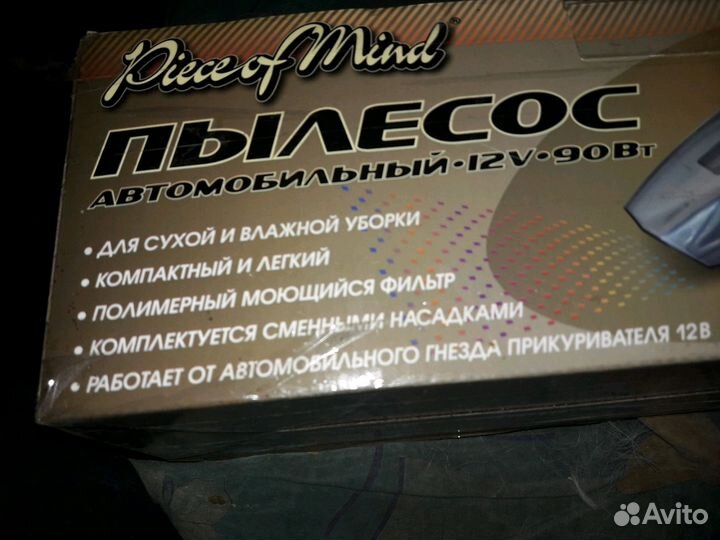 Piece of Mind®
ПЫЛЕСОС
АВТОМОБИЛЬНЫЙ•12V•90Вт
• ДЛЯ СУХОЙ И ВЛАЖНОЙ УБОРКИ
• КОМПАКТНЫЙ И ЛЕГКИЙ
• ПОЛИМЕРНЫЙ МОЮЩИЙСЯ ФИЛЬТР
• КОМПЛЕКТУЕТСЯ СМЕННЫМИ НАСАДКАМИ
• РАБОТАЕТ ОТ АВТОМОБИЛЬНОГО ГНЕЗДА ПРИКУРИВАТЕЛЯ 12В
Avito